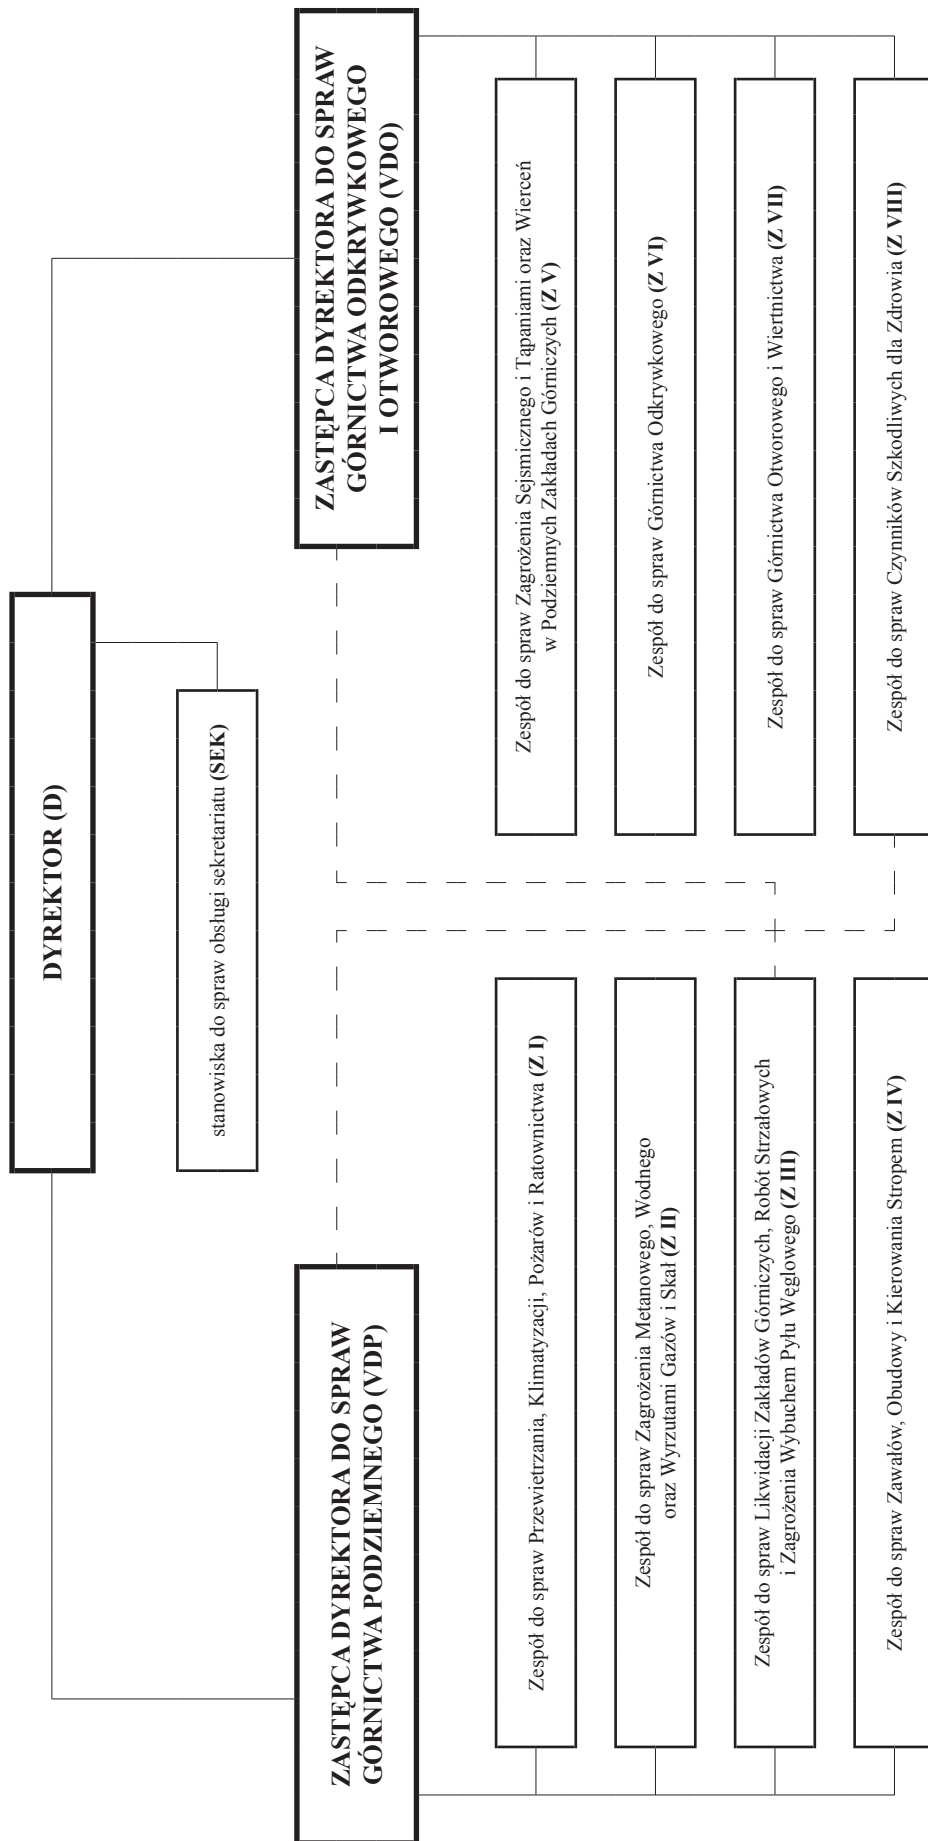 DYREKTOR (D)
stanowiska do spraw obsługi sekretariatu (SEK)
ZASTĘPCA DYREKTORA DO SPRAW
GÓRNICTWA PODZIEMNEGO (VDP)
ZASTĘPCA DYREKTORA DO SPRAW
GÓRNICTWA ODKRYWKOWEGO
I OTWOROWEGO (VDO)
Zespół do spraw Przewietrzania, Klimatyzacji, Pożarów i Ratownictwa (Z I)
Zespół do spraw Zagrożenia Metanowego, Wodnego
oraz Wyrzutami Gazów i Skał (Z II)
Zespół do spraw Likwidacji Zakładów Górniczych, Robót Strzałowych
i Zagrożenia Wybuchem Pyłu Węglowego (Z III)
Zespół do spraw Zawałów, Obudowy i Kierowania Stropem (Z IV)
Zespół do spraw Zagrożenia Sejsmicznego i Tąpaniami oraz Wierceń
w Podziemnych Zakładach Górniczych (Z V)
Zespół do spraw Górnictwa Odkrywkowego (Z VI)
Zespół do spraw Górnictwa Otworowego i Wiertnictwa (Z VII)
Zespół do spraw Czynników Szkodliwych dla Zdrowia (Z VIII)